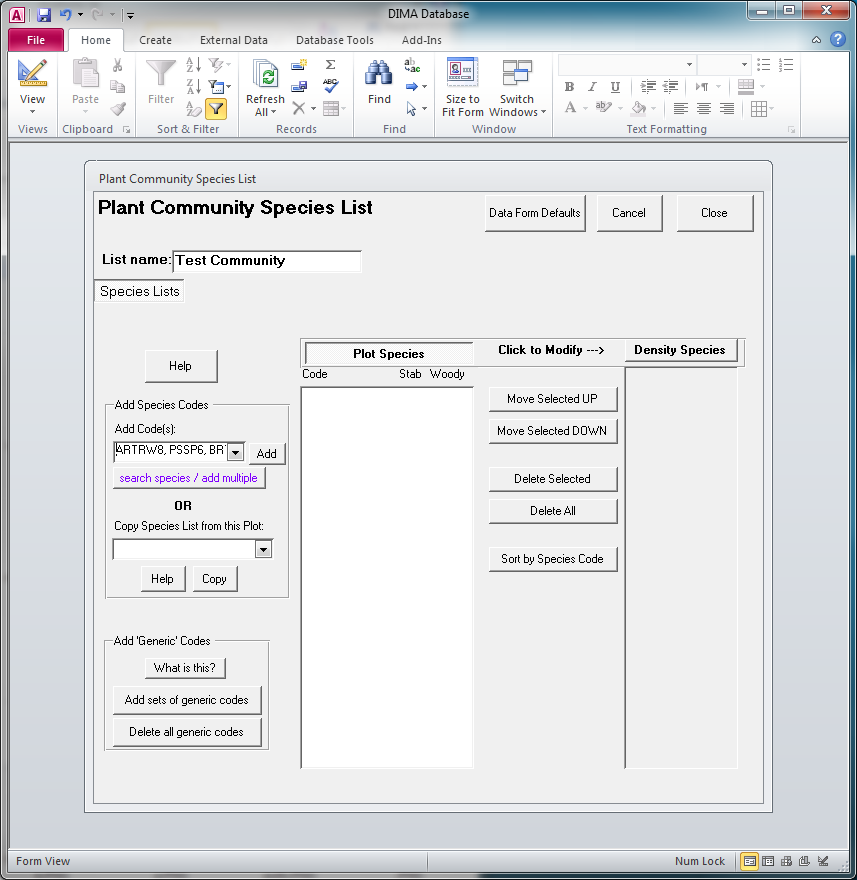 DIMA Database
File Home Create External Data Database Tools Add-Ins
View Paste Filter Refresh All Σ ABC Find ab ac Size to Fit Form Switch Windows B I U A ab
Views Clipboard Sort & Filter Records Find Window Text Formatting
Plant Community Species List
Plant Community Species List
Data Form Defaults Cancel Close
List name: Test Community
Species Lists
Plot Species Click to Modify ---> Density Species
Help
Code Stab Woody
Move Selected UP
Add Species Codes
Add Code(s):
Move Selected DOWN
ARTRW8, PSSP6, Add
search species / add multiple
Delete Selected
OR
Delete All
Copy Species List from this Plot:
Sort by Species Code
Help Copy
Add 'Generic' Codes
What is this?
Add sets of generic codes
Delete all generic codes
Form View Num Lock